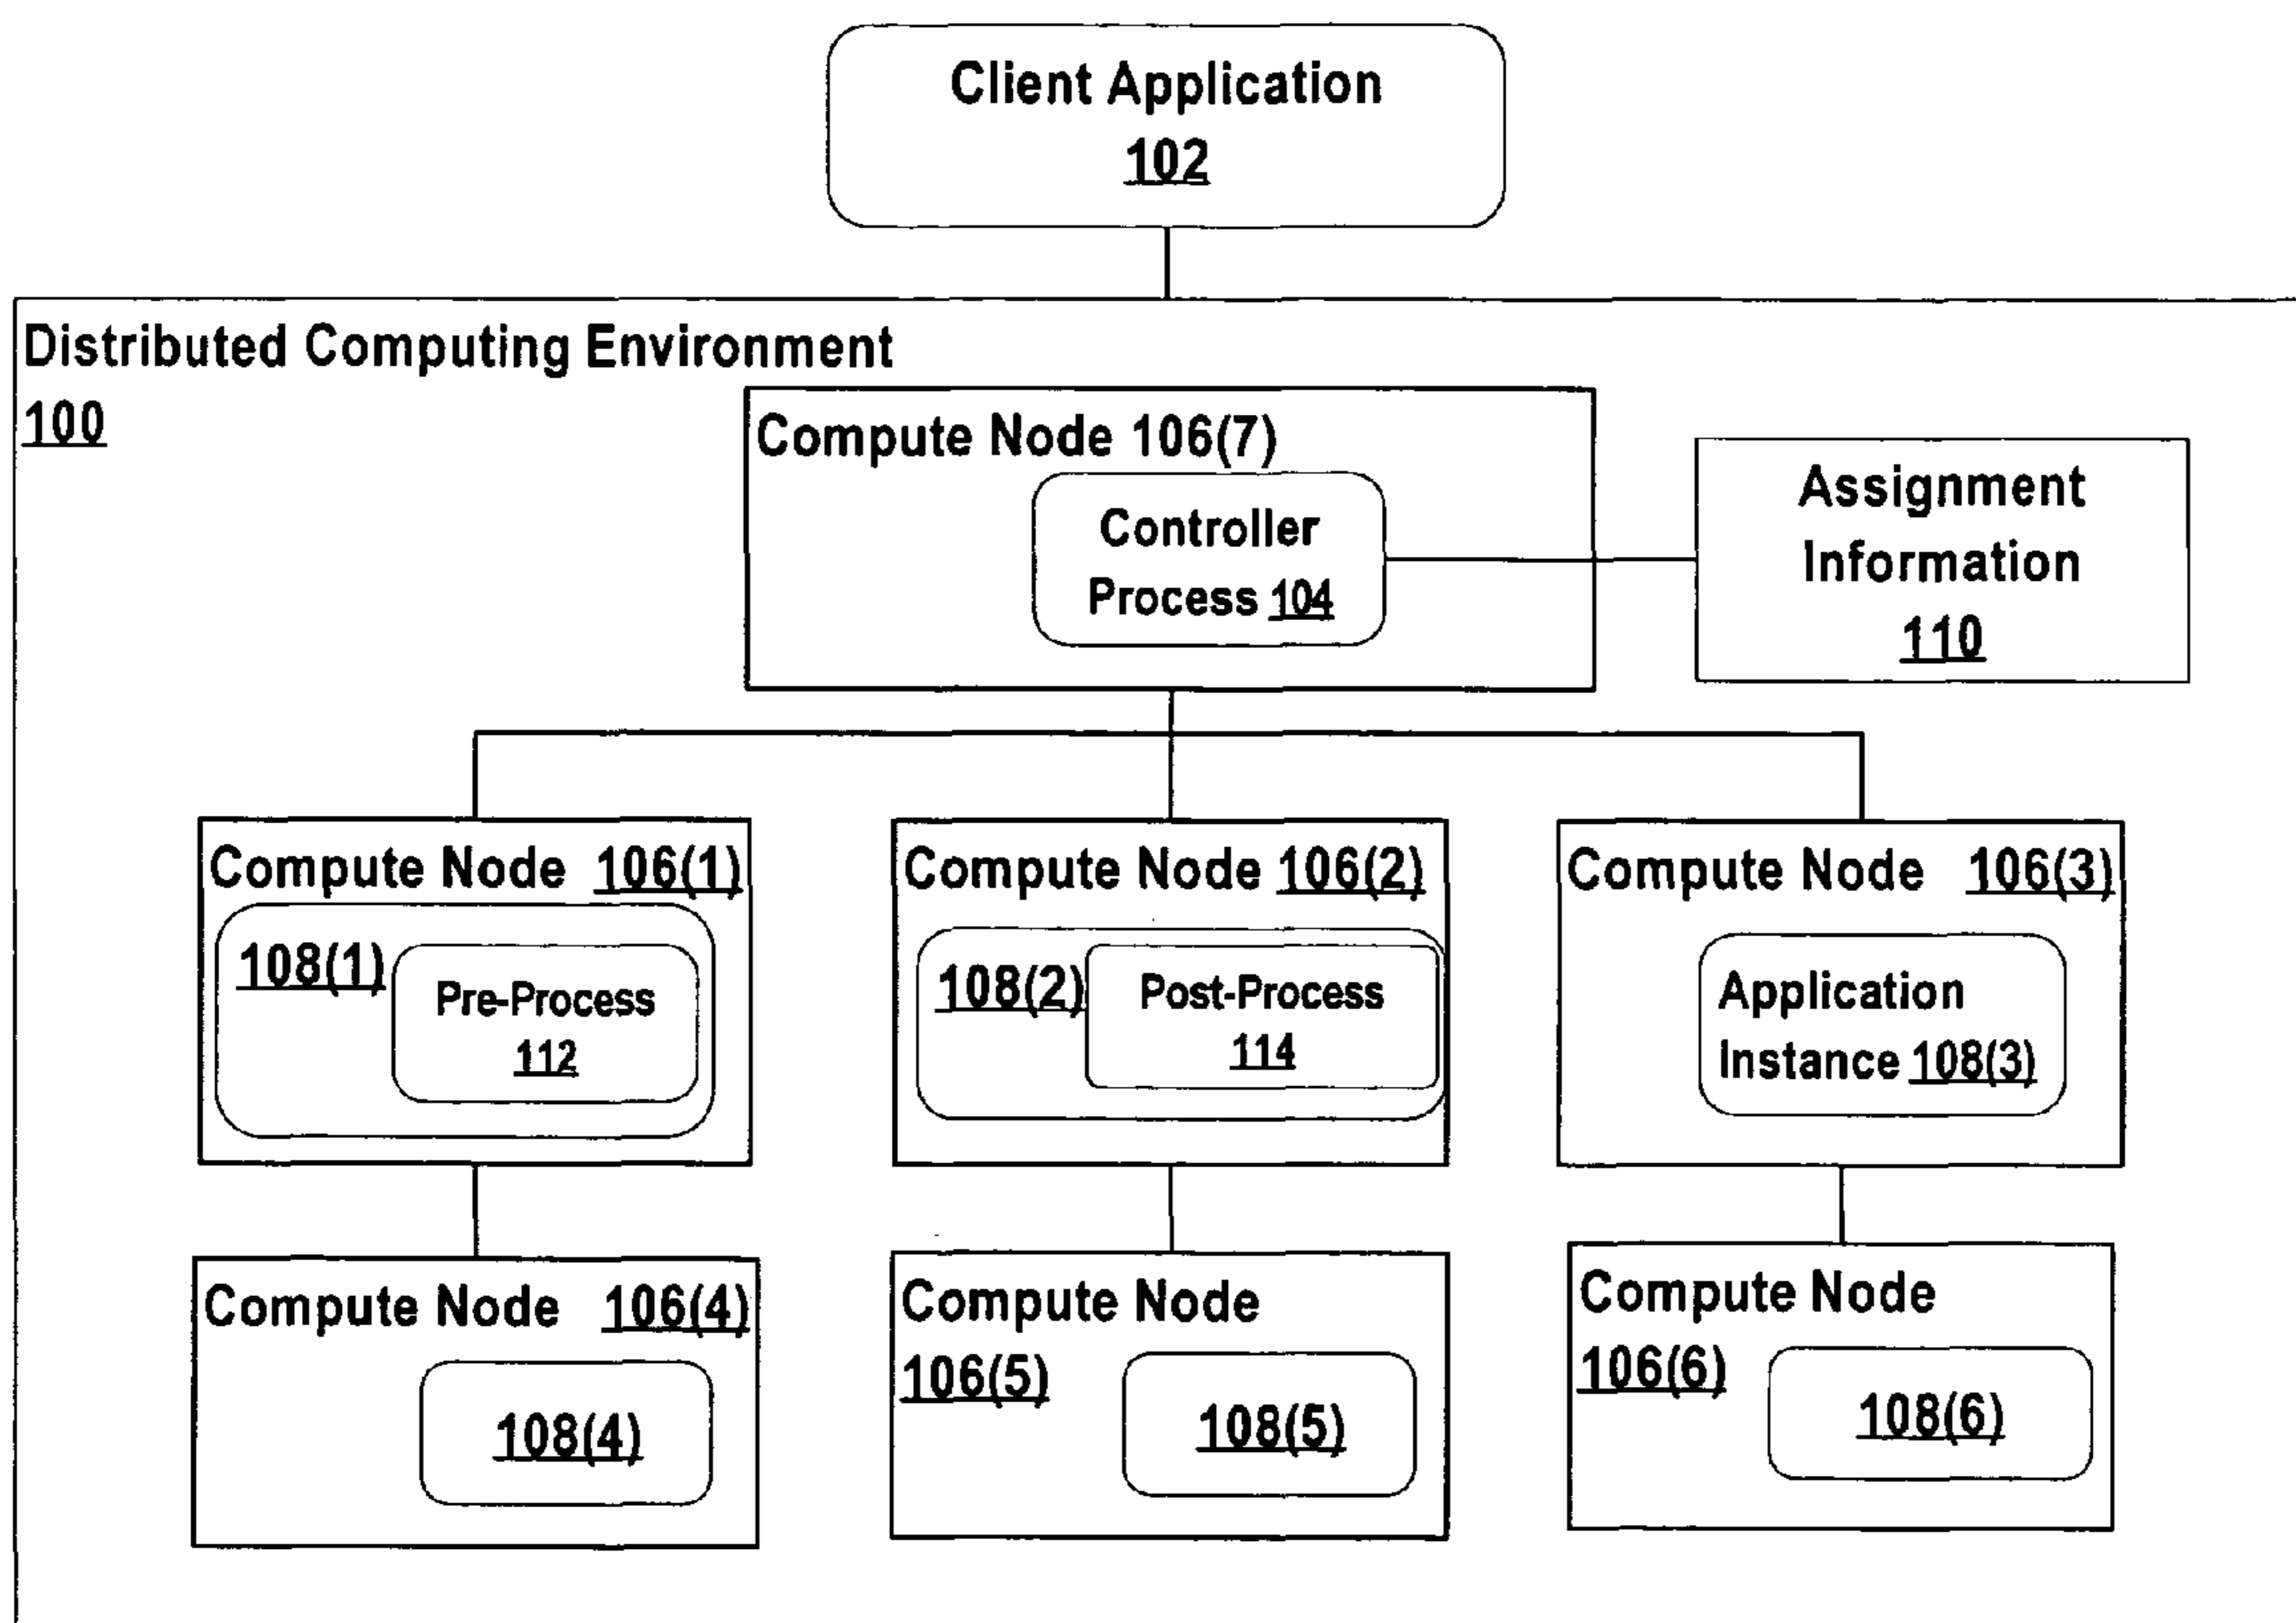 Client Application
102
Distributed Computing Environment
100
Compute Node 106(7)
Controller
Process 104
Assignment
Information
110
Compute Node 106(1)
108(1)
Pre-Process
112
Compute Node 106(2)
108(2)
Post-Process
114
Compute Node 106(3)
Application
Instance 108(3)
Compute Node 106(4)
108(4)
Compute Node
106(5)
108(5)
Compute Node
106(6)
108(6)